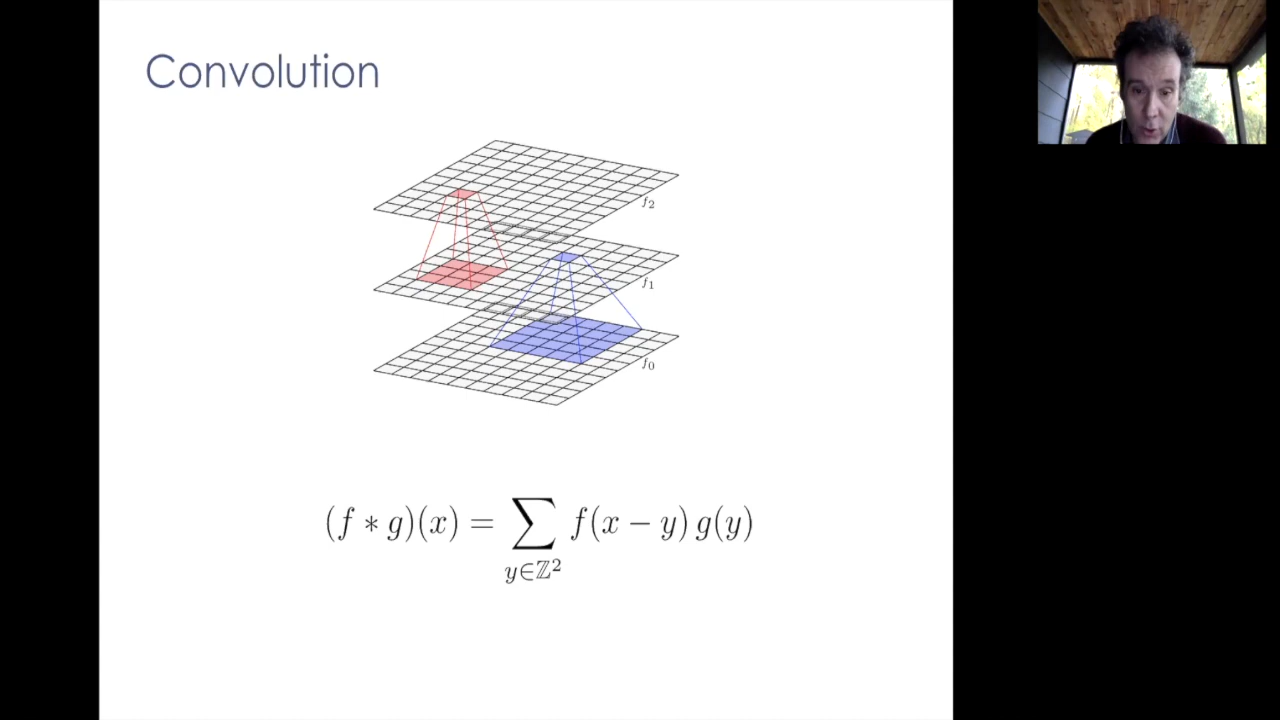 Convolution
f₂
f₁
f₀
(f ∗ g)(x) = ∑ f(x − y) g(y)
y∈ℤ²